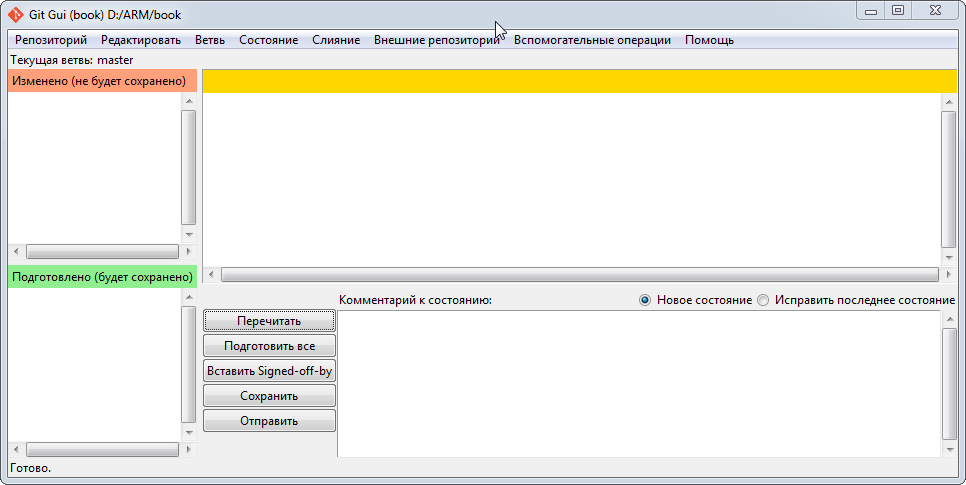 Git Gui (book) D:/ARM/book
Репозиторий Редактировать Ветвь Состояние Слияние Внешние репозитории Вспомогательные операции Помощь
Текущая ветвь: master
Изменено (не будет сохранено)
Подготовлено (будет сохранено)
Комментарий к состоянию: Новое состояние Исправить последнее состояние
Перечитать
Подготовить все
Вставить Signed-off-by
Сохранить
Отправить
Готово.